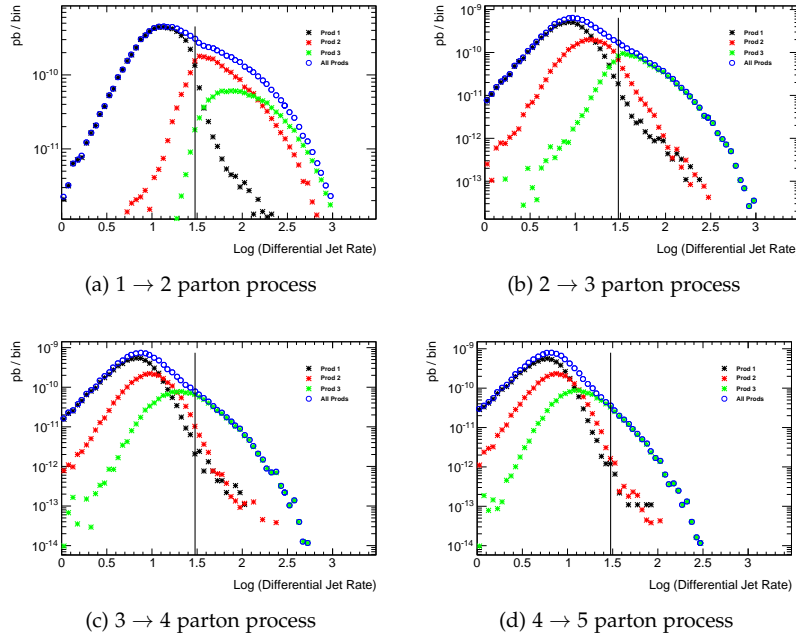 pb / bin
10^-10
10^-11
Prod 1
Prod 2
Prod 3
All Prods
0 0.5 1 1.5 2 2.5 3
Log (Differential Jet Rate)
(a) 1 → 2 parton process
pb / bin
10^-9
10^-10
10^-11
10^-12
10^-13
Prod 1
Prod 2
Prod 3
All Prods
0 0.5 1 1.5 2 2.5 3
Log (Differential Jet Rate)
(b) 2 → 3 parton process
pb / bin
10^-9
10^-10
10^-11
10^-12
10^-13
10^-14
Prod 1
Prod 2
Prod 3
All Prods
0 0.5 1 1.5 2 2.5 3
Log (Differential Jet Rate)
(c) 3 → 4 parton process
pb / bin
10^-9
10^-10
10^-11
10^-12
10^-13
10^-14
Prod 1
Prod 2
Prod 3
All Prods
0 0.5 1 1.5 2 2.5 3
Log (Differential Jet Rate)
(d) 4 → 5 parton process